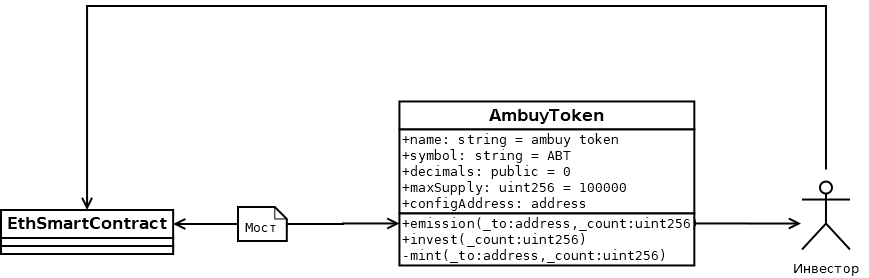 AmbuyToken
+name: string = ambuy token
+symbol: string = ABT
+decimals: public = 0
+maxSupply: uint256 = 100000
+configAddress: address
+emission(_to:address,_count:uint256
+invest(_count:uint256)
-mint(_to:address,_count:uint256)
EthSmartContract
Мост
Инвестор